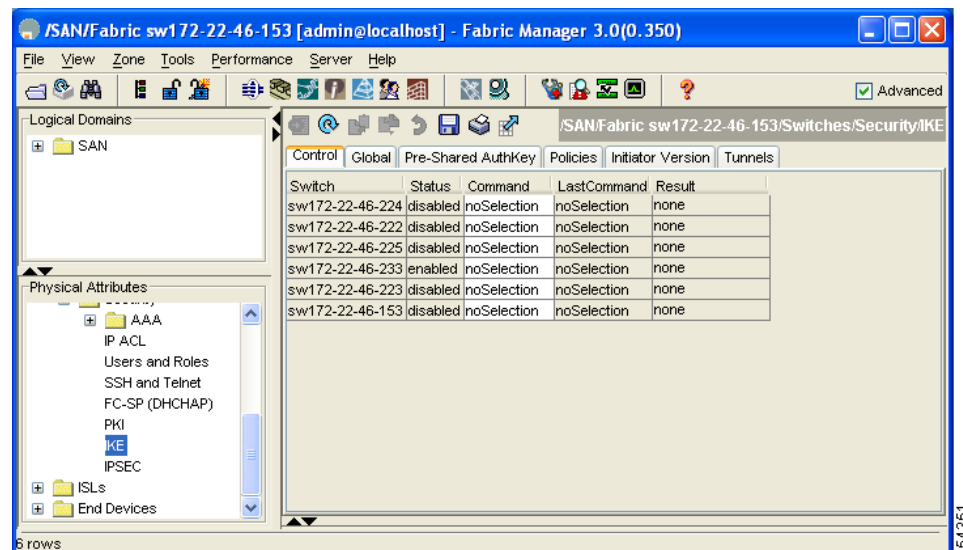 /SAN/Fabric sw172-22-46-153 [admin@localhost] - Fabric Manager 3.0(0.350)
File View Zone Tools Performance Server Help
Advanced
Logical Domains
SAN
/SAN/Fabric sw172-22-46-153/Switches/Security/IKE
Control Global Pre-Shared AuthKey Policies Initiator Version Tunnels
Switch Status Command LastCommand Result
sw172-22-46-224 disabled noSelection noSelection none
sw172-22-46-222 disabled noSelection noSelection none
sw172-22-46-225 disabled noSelection noSelection none
sw172-22-46-233 enabled noSelection noSelection none
sw172-22-46-223 disabled noSelection noSelection none
sw172-22-46-153 disabled noSelection noSelection none
Physical Attributes
AAA
IP ACL
Users and Roles
SSH and Telnet
FC-SP (DHCHAP)
PKI
IKE
IPSEC
ISLs
End Devices
6 rows